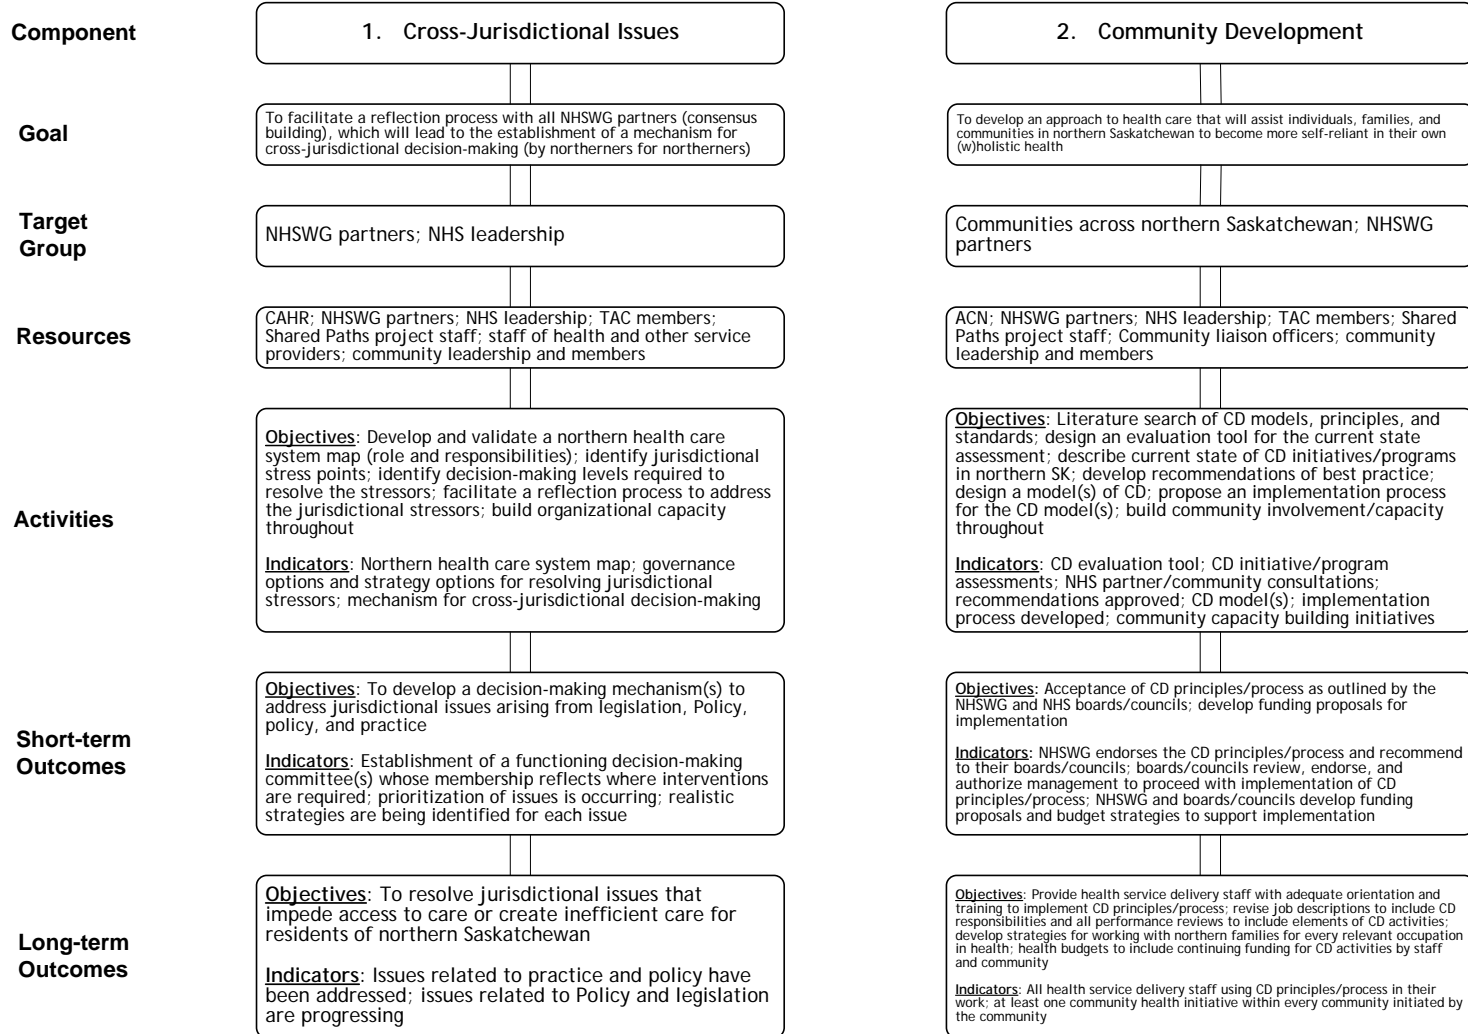 Component
1. Cross-Jurisdictional Issues
2. Community Development
Goal
To facilitate a reflection process with all NHSWG partners (consensus
building), which will lead to the establishment of a mechanism for
cross-jurisdictional decision-making (by northerners for northerners)
To develop an approach to health care that will assist individuals, families, and
communities in northern Saskatchewan to become more self-reliant in their own
(w)holistic health
Target
Group
NHSWG partners; NHS leadership
Communities across northern Saskatchewan; NHSWG
partners
Resources
CAHR; NHSWG partners; NHS leadership; TAC members;
Shared Paths project staff; staff of health and other service
providers; community leadership and members
ACN; NHSWG partners; NHS leadership; TAC members; Shared
Paths project staff; Community liaison officers; community
leadership and members
Activities
Objectives: Develop and validate a northern health care
system map (role and responsibilities); identify jurisdictional
stress points; identify decision-making levels required to
resolve the stressors; facilitate a reflection process to address
the jurisdictional stressors; build organizational capacity
throughout
Indicators: Northern health care system map; governance
options and strategy options for resolving jurisdictional
stressors; mechanism for cross-jurisdictional decision-making
Objectives: Literature search of CD models, principles, and
standards; design an evaluation tool for the current state
assessment; describe current state of CD initiatives/programs
in northern SK; develop recommendations of best practice;
design a model(s) of CD; propose an implementation process
for the CD model(s); build community involvement/capacity
throughout
Indicators: CD evaluation tool; CD initiative/program
assessments; NHS partner/community consultations;
recommendations approved; CD model(s); implementation
process developed; community capacity building initiatives
Short-term
Outcomes
Objectives: To develop a decision-making mechanism(s) to
address jurisdictional issues arising from legislation, Policy,
policy, and practice
Indicators: Establishment of a functioning decision-making
committee(s) whose membership reflects where interventions
are required; prioritization of issues is occurring; realistic
strategies are being identified for each issue
Objectives: Acceptance of CD principles/process as outlined by the
NHSWG and NHS boards/councils; develop funding proposals for
implementation
Indicators: NHSWG endorses the CD principles/process and recommend
to their boards/councils; boards/councils review, endorse, and
authorize management to proceed with implementation of CD
principles/process; NHSWG and boards/councils develop funding
proposals and budget strategies to support implementation
Long-term
Outcomes
Objectives: To resolve jurisdictional issues that
impede access to care or create inefficient care for
residents of northern Saskatchewan
Indicators: Issues related to practice and policy have
been addressed; issues related to Policy and legislation
are progressing
Objectives: Provide health service delivery staff with adequate orientation and
training to implement CD principles/process; revise job descriptions to include CD
responsibilities and all performance reviews to include elements of CD activities;
develop strategies for working with northern families for every relevant occupation
in health; health budgets to include continuing funding for CD activities by staff
and community
Indicators: All health service delivery staff using CD principles/process in their
work; at least one community health initiative within every community initiated by
the community